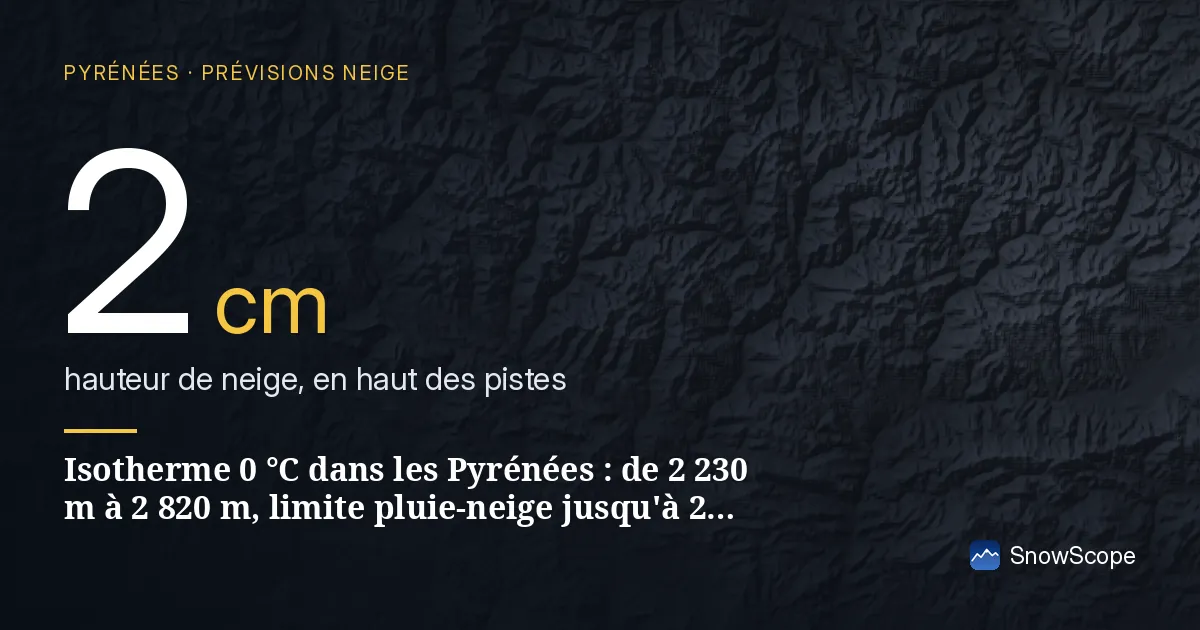 PYRÉNÉES · PRÉVISIONS NEIGE
2 cm
hauteur de neige, en haut des pistes
Isotherme 0 °C dans les Pyrénées : de 2 230
m à 2 820 m, limite pluie-neige jusqu'à 2...
SnowScope